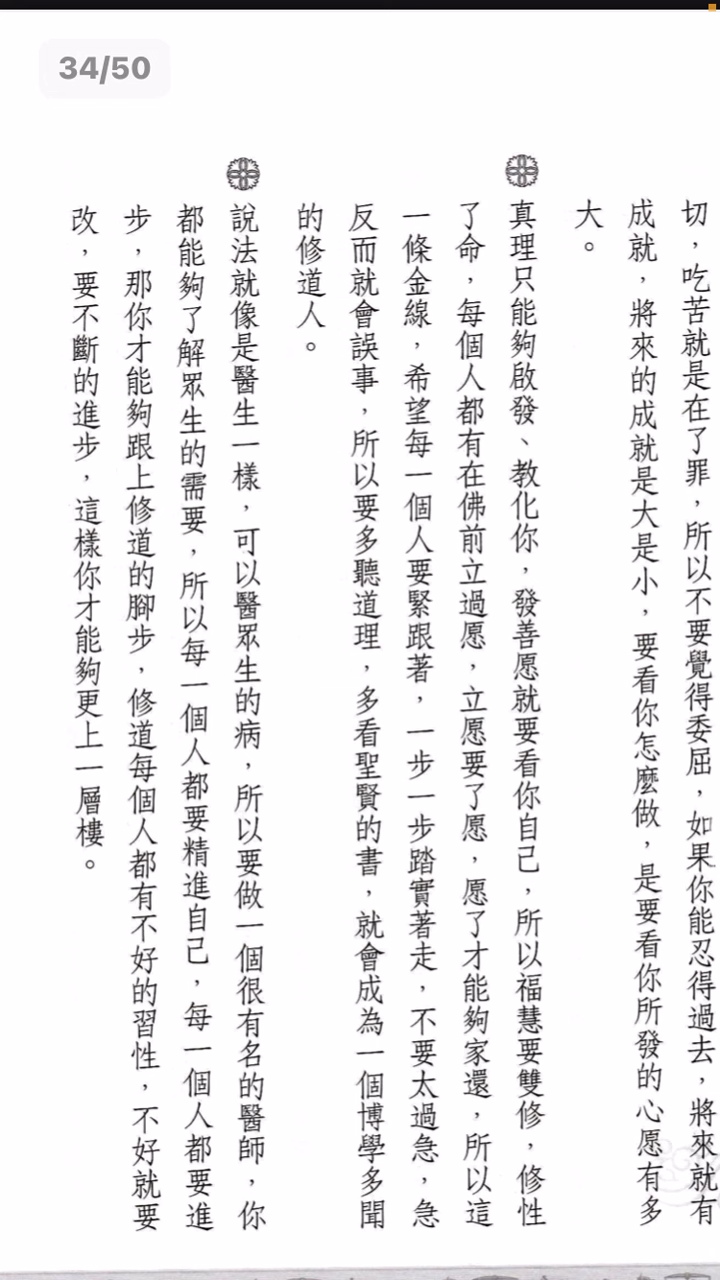 34/50
切，吃苦就是在了罪，所以不要覺得委屈，如果你能忍得過去，將來就有
成就，將來的成就是大是小，要看你怎麼做，是要看你所發的心愿有多
大。
真理只能夠啟發、教化你，發善愿就要看你自己，所以福慧要雙修，修性
了命，每個人都有在佛前立過愿，立愿要了愿，愿了才能夠家還，所以這
一條金線，希望每一個人要緊跟著，一步一步踏實著走，不要太過急，急
反而就會誤事，所以要多聽道理，多看聖賢的書，就會成為一個博學多聞
的修道人。
說法就像是醫生一樣，可以醫眾生的病，所以要做一個很有名的醫師，你
都能夠了解眾生的需要，所以每一個人都要精進自己，每一個人都要進
步，那你才能夠跟上修道的腳步，修道每個人都有不好的習性，不好就要
改，要不斷的進步，這樣你才能夠更上一層樓。